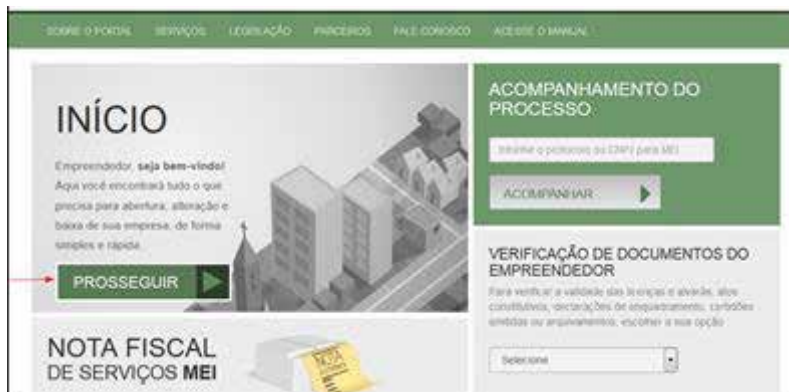 SOBRE O PORTAL SERVIÇOS LEGISLAÇÃO PARCEIROS FALE CONOSCO ACESSE O MANUAL
INÍCIO
Empreendedor, seja bem-vindo!
Aqui você encontrará tudo o que
precisa para abertura, alteração e
baixa de sua empresa, de forma
simples e rápida.
PROSSEGUIR
NOTA FISCAL
DE SERVIÇOS MEI
NOTA
ACOMPANHAMENTO DO
PROCESSO
Informe o protocolo ou CNPJ para MEI
ACOMPANHAR
VERIFICAÇÃO DE DOCUMENTOS DO
EMPREENDEDOR
Para verificar a validade das licenças e alvarás, atos
constitutivos, declarações de enquadramento, certidões
emitidas ou arquivamentos, escolher a sua opção
Selecione